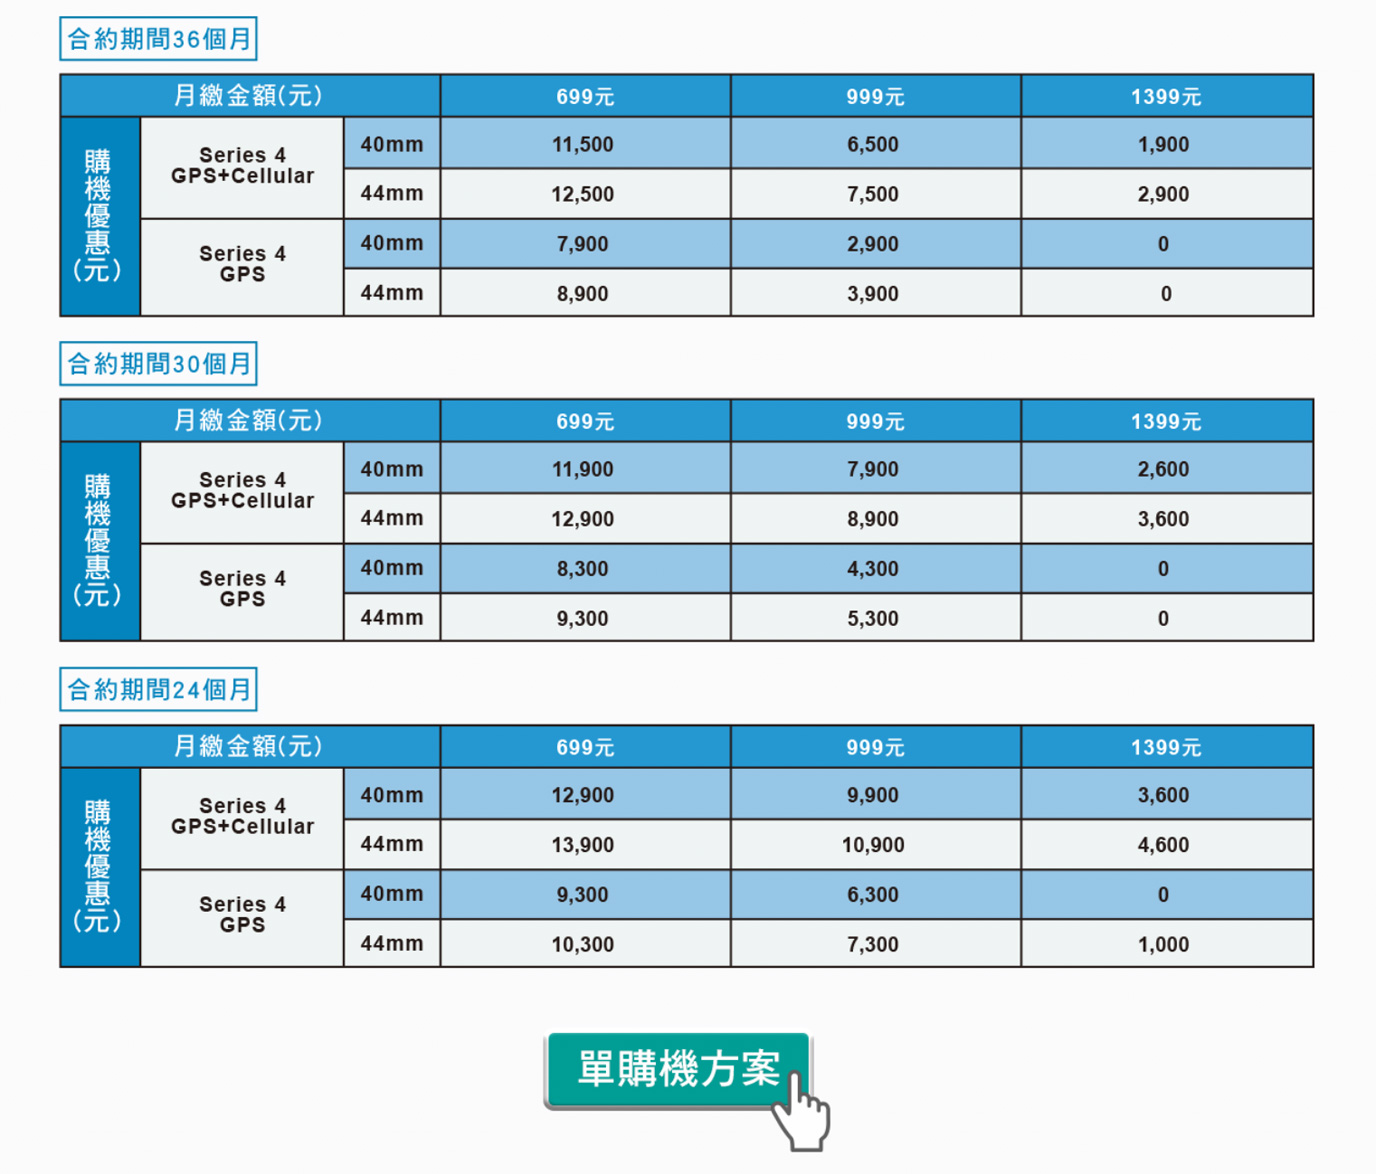 合約期間36個月
月繳金額(元) 699元 999元 1399元
購機優惠(元)
Series 4 GPS+Cellular 40mm 11,500 6,500 1,900
44mm 12,500 7,500 2,900
Series 4 GPS 40mm 7,900 2,900 0
44mm 8,900 3,900 0
合約期間30個月
月繳金額(元) 699元 999元 1399元
購機優惠(元)
Series 4 GPS+Cellular 40mm 11,900 7,900 2,600
44mm 12,900 8,900 3,600
Series 4 GPS 40mm 8,300 4,300 0
44mm 9,300 5,300 0
合約期間24個月
月繳金額(元) 699元 999元 1399元
購機優惠(元)
Series 4 GPS+Cellular 40mm 12,900 9,900 3,600
44mm 13,900 10,900 4,600
Series 4 GPS 40mm 9,300 6,300 0
44mm 10,300 7,300 1,000
單購機方案